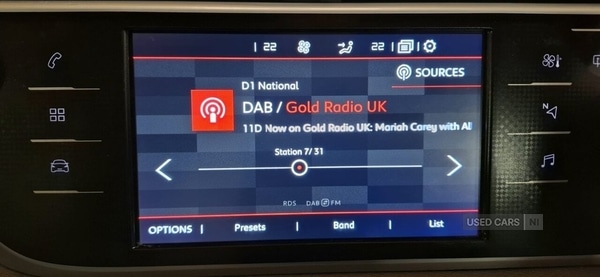 22 22
SOURCES
D1 National
DAB / Gold Radio UK
11D Now on Gold Radio UK: Mariah Carey with Al
Station 7/ 31
RDS DAB FM
OPTIONS | Presets | Band | List
USED CARS NI